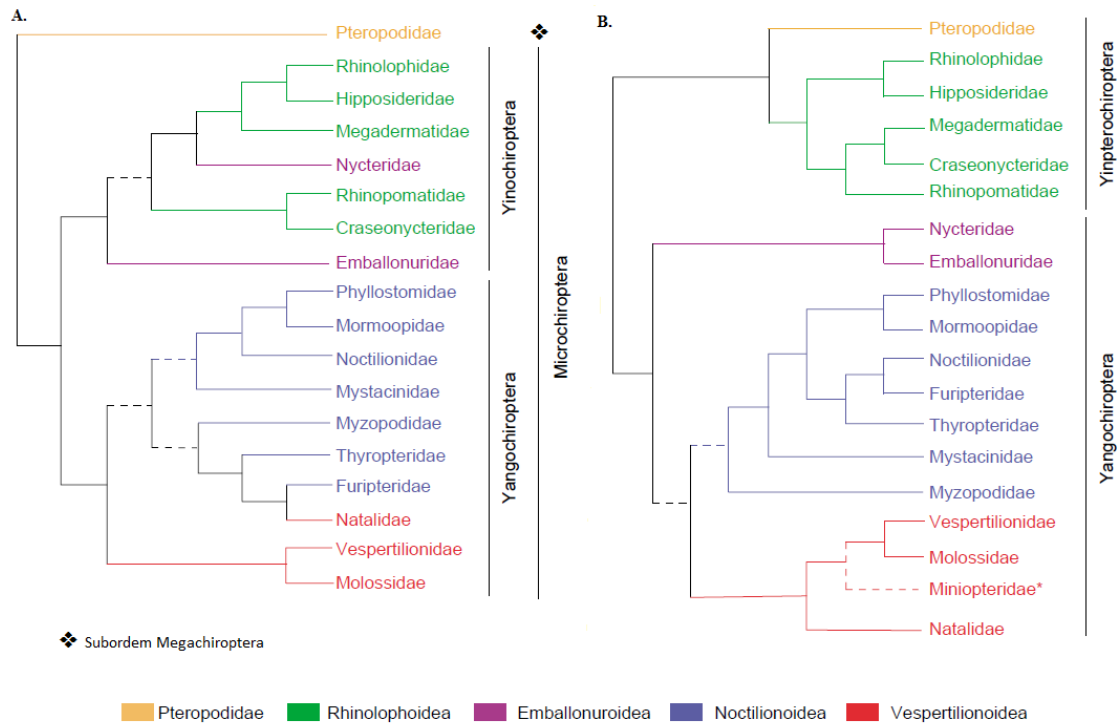 A.
Pteropodidae
❖
Rhinolophidae
Hipposideridae
Megadermatidae
Nycteridae
Rhinopomatidae
Craseonycteridae
Emballonuridae
Yinochiroptera
Phyllostomidae
Mormoopidae
Noctilionidae
Mystacinidae
Myzopodidae
Thyropteridae
Furipteridae
Natalidae
Vespertilionidae
Molossidae
Yangochiroptera
Microchiroptera
❖ Subordem Megachiroptera
B.
Pteropodidae
Rhinolophidae
Hipposideridae
Megadermatidae
Craseonycteridae
Rhinopomatidae
Yinpterochiroptera
Nycteridae
Emballonuridae
Phyllostomidae
Mormoopidae
Noctilionidae
Furipteridae
Thyropteridae
Mystacinidae
Myzopodidae
Vespertilionidae
Molossidae
Miniopteridae*
Natalidae
Yangochiroptera
Pteropodidae Rhinolophoidea Emballonuroidea Noctilionoidea Vespertilionoidea